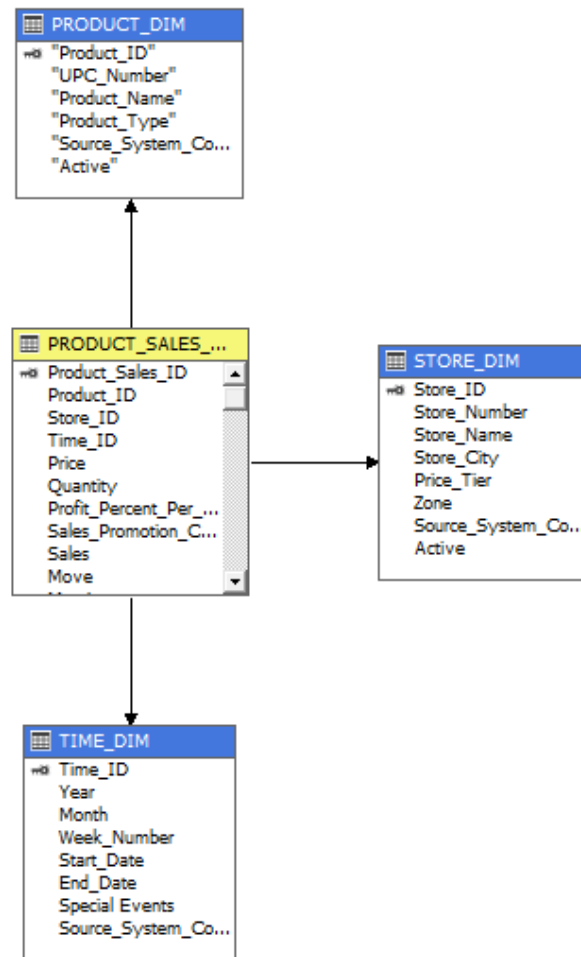 PRODUCT_DIM
"Product_ID"
"UPC_Number"
"Product_Name"
"Product_Type"
"Source_System_Co...
"Active"
PRODUCT_SALES_...
Product_Sales_ID
Product_ID
Store_ID
Time_ID
Price
Quantity
Profit_Percent_Per_...
Sales_Promotion_C...
Sales
Move
STORE_DIM
Store_ID
Store_Number
Store_Name
Store_City
Price_Tier
Zone
Source_System_Co...
Active
TIME_DIM
Time_ID
Year
Month
Week_Number
Start_Date
End_Date
Special Events
Source_System_Co...